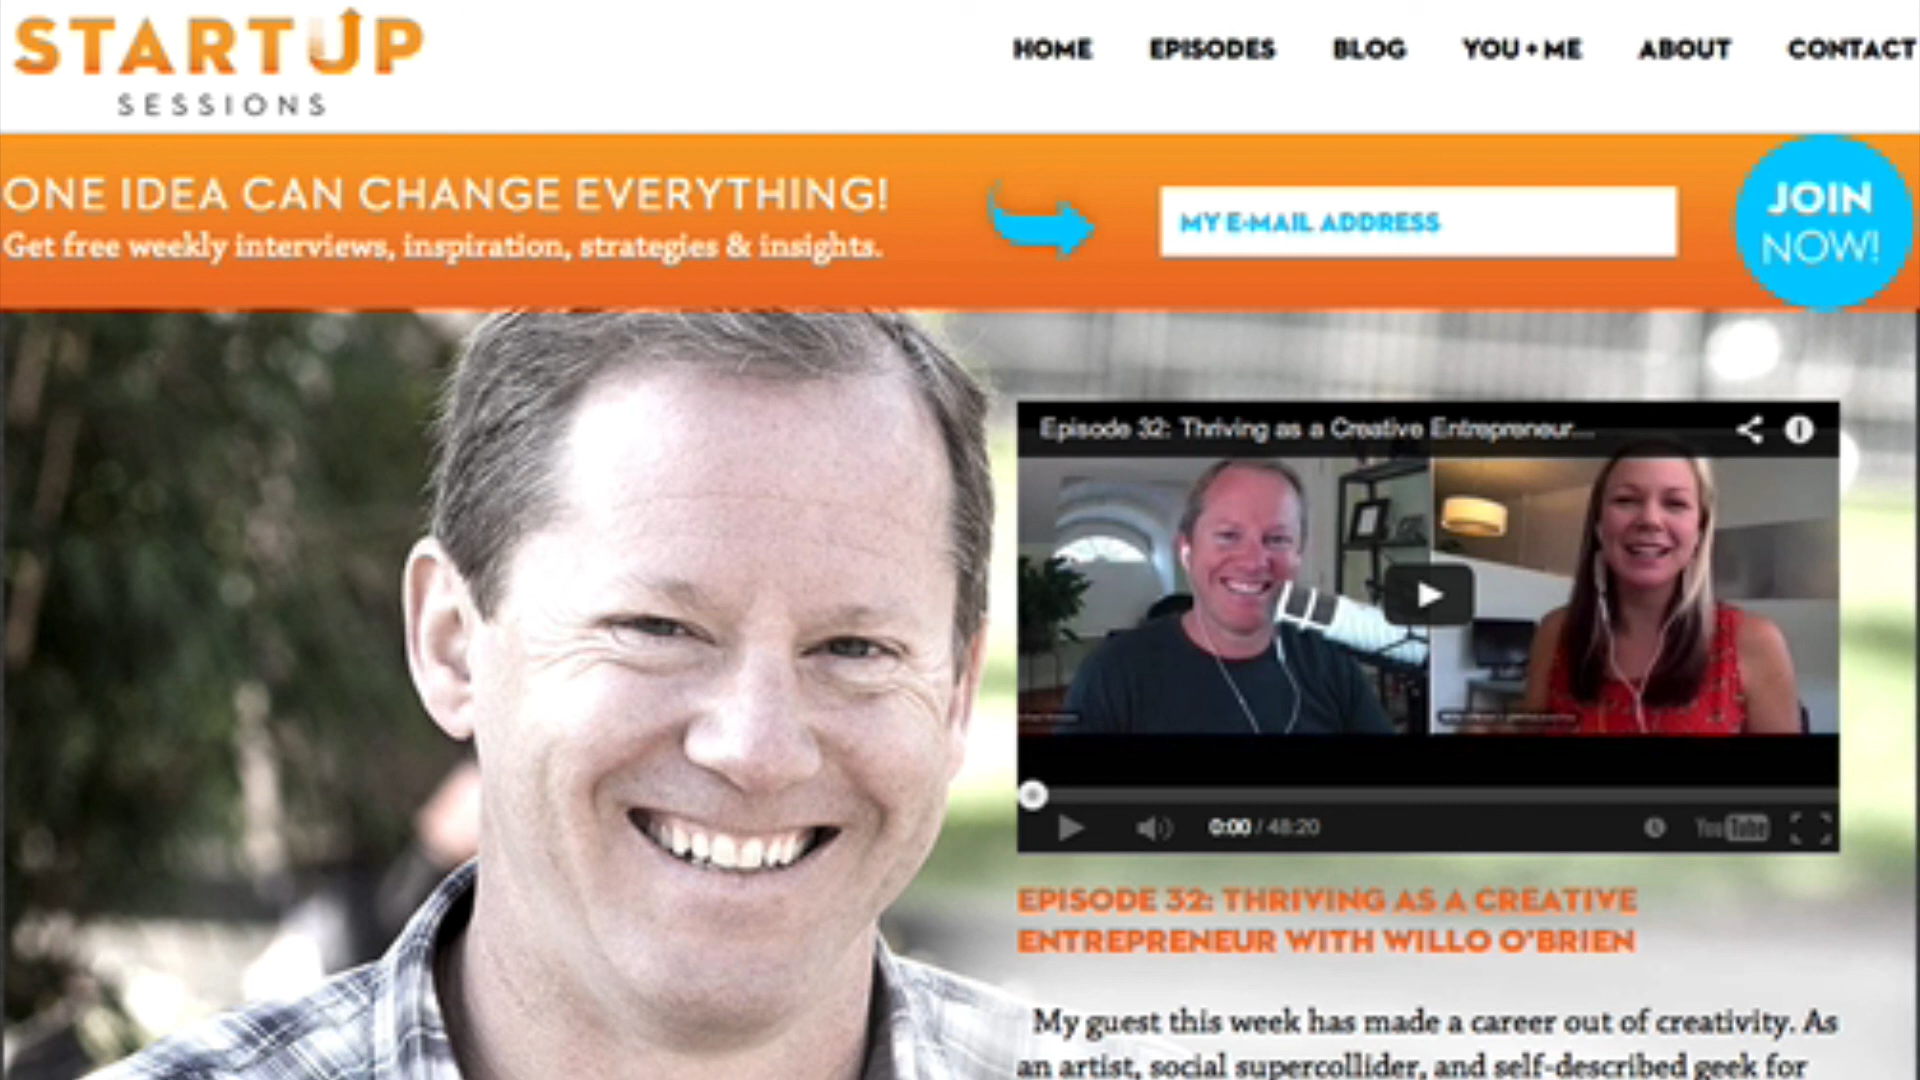 STARTUP
SESSIONS
HOME EPISODES BLOG YOU + ME ABOUT CONTACT
ONE IDEA CAN CHANGE EVERYTHING!
Get free weekly interviews, inspiration, strategies & insights.
MY E-MAIL ADDRESS
JOIN
NOW!
Episode 32: Thriving as a Creative Entrepreneur...
0:00 / 48:20
YouTube
EPISODE 32: THRIVING AS A CREATIVE
ENTREPRENEUR WITH WILLO O'BRIEN
My guest this week has made a career out of creativity. As
an artist, social supercollider, and self-described geek for